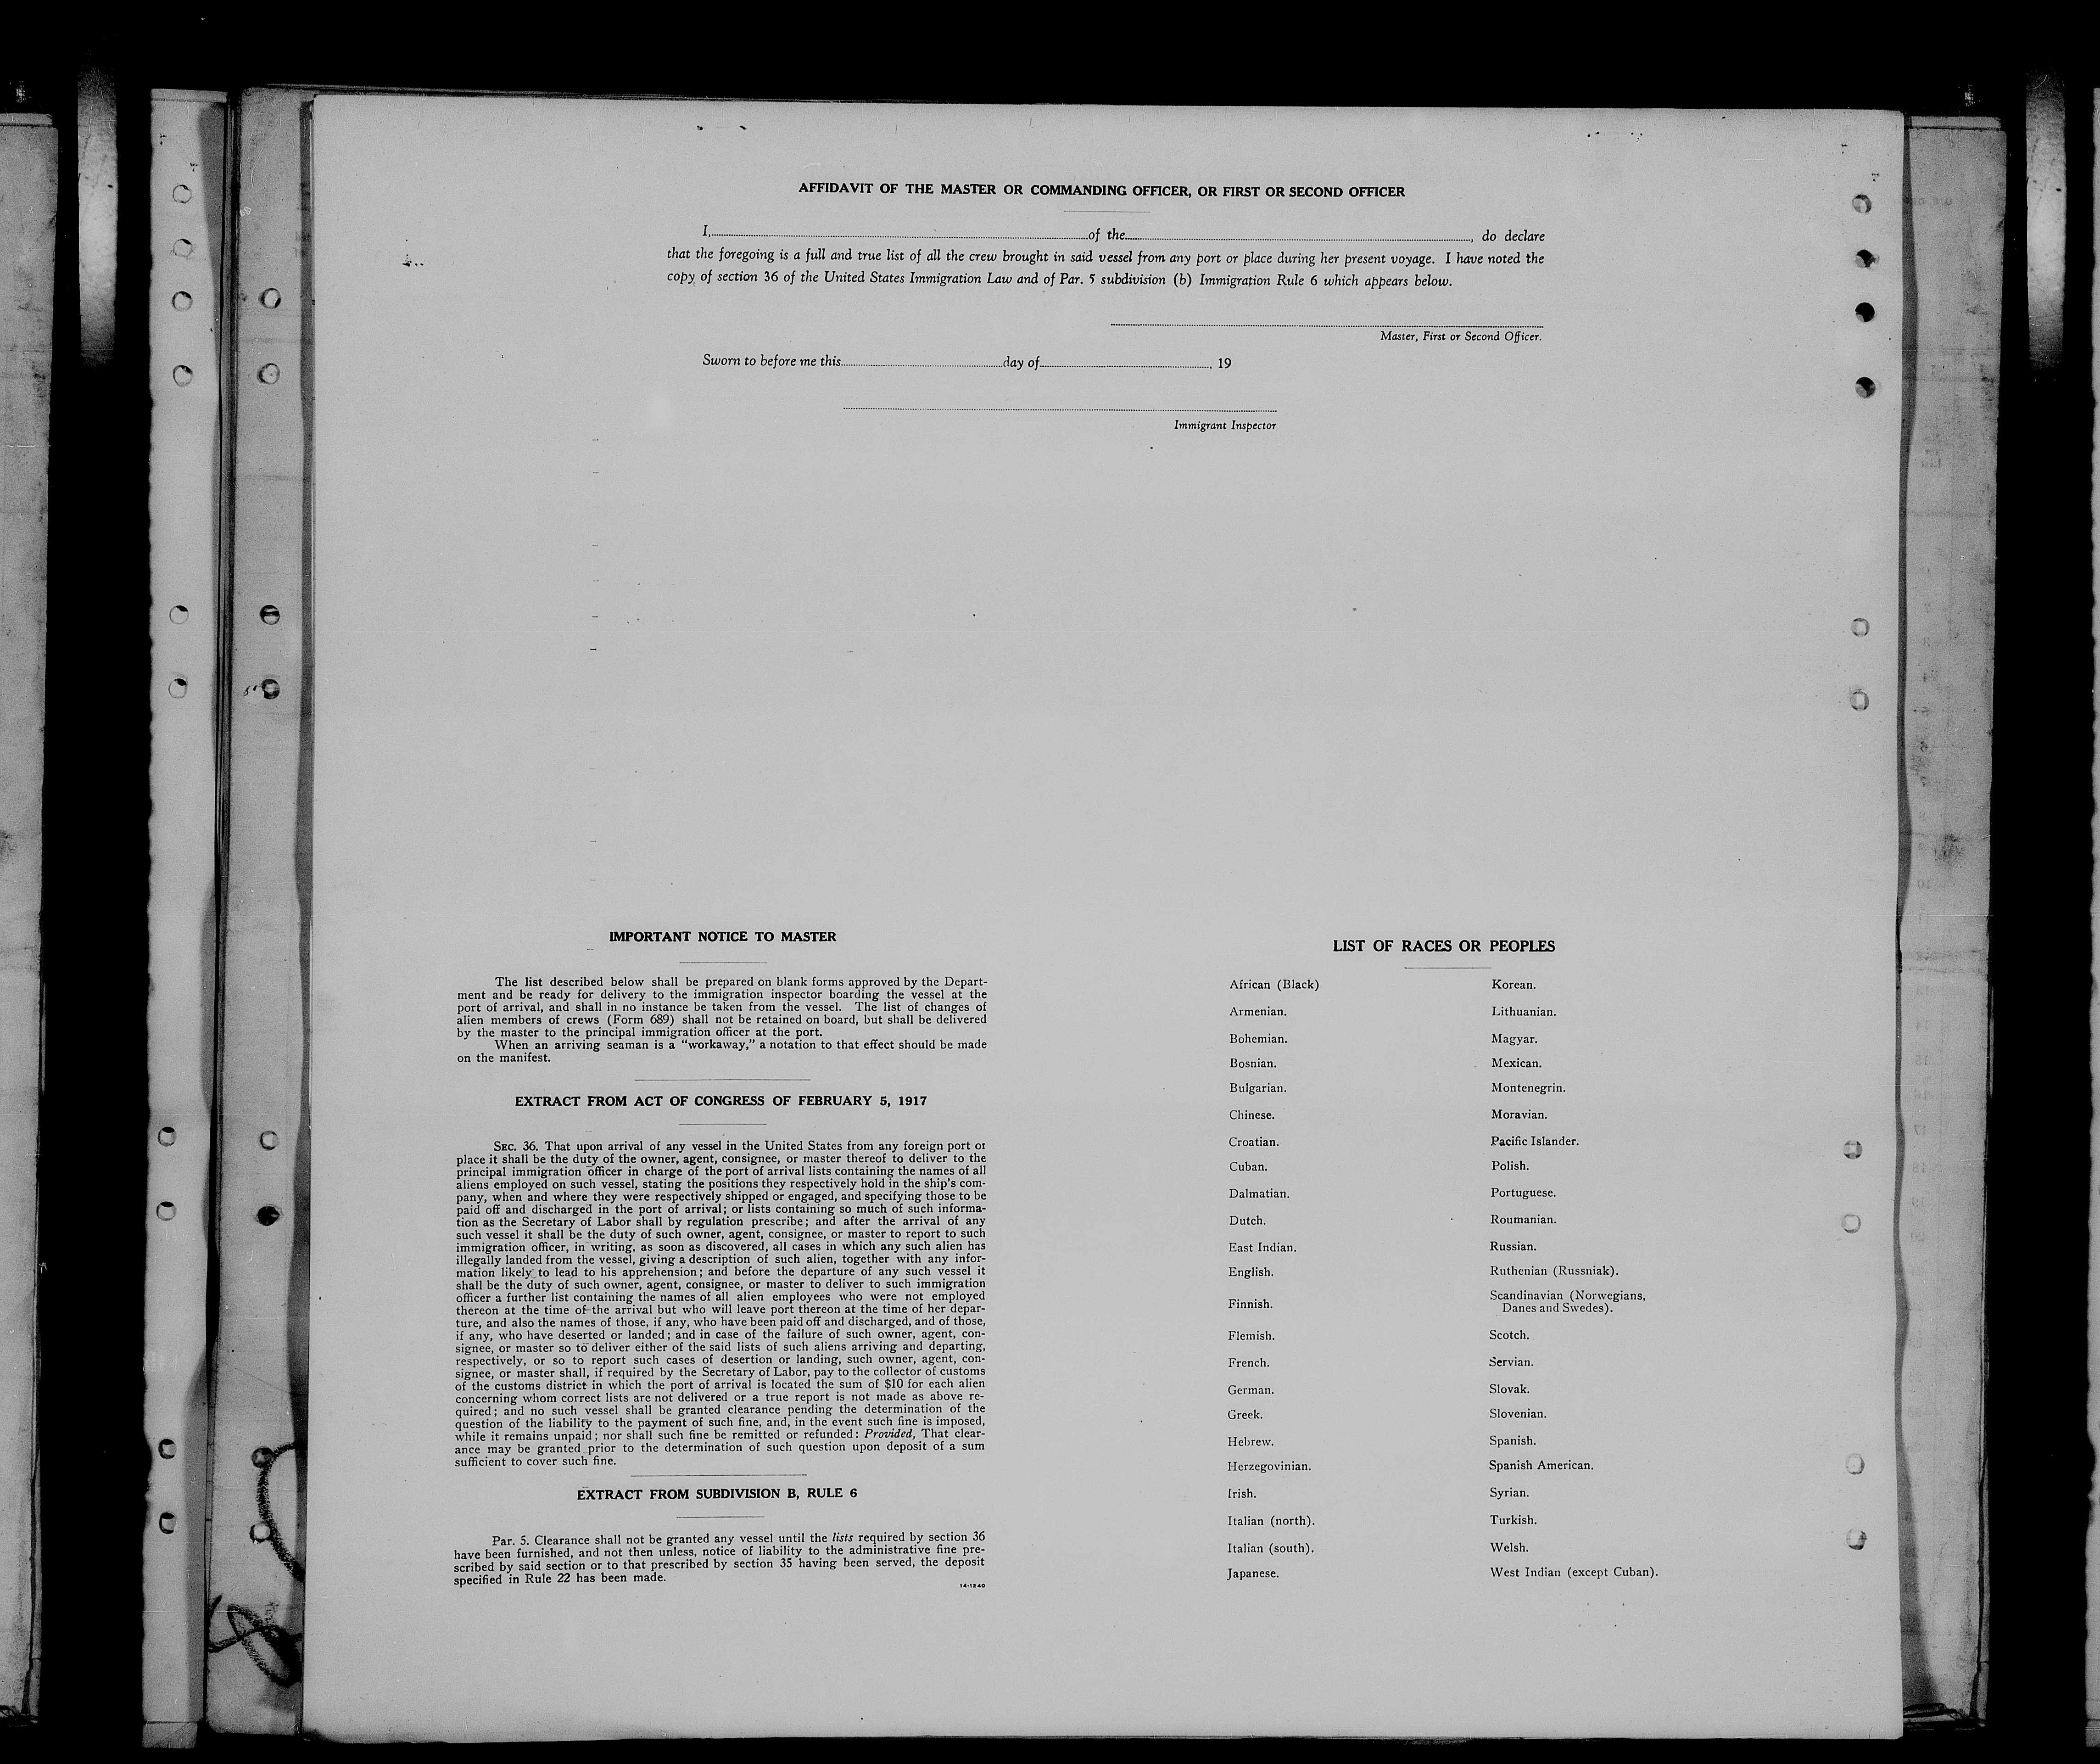 AFFIDAVIT OF THE MASTER OR COMMANDING OFFICER, OR FIRST OR SECOND OFFICER
I, of the , do declare
that the foregoing is a full and true list of all the crew brought in said vessel from any port or place during her present voyage. I have noted the
copy of section 36 of the United States Immigration Law and of Par. 5 subdivision (b) Immigration Rule 6 which appears below.
Master, First or Second Officer.
Sworn to before me this day of , 19
Immigrant Inspector
IMPORTANT NOTICE TO MASTER
The list described below shall be prepared on blank forms approved by the Depart-
ment and be ready for delivery to the immigration inspector boarding the vessel at the
port of arrival, and shall in no instance be taken from the vessel. The list of changes of
alien members of crews (Form 689) shall not be retained on board, but shall be delivered
by the master to the principal immigration officer at the port.
When an arriving seaman is a "workaway," a notation to that effect should be made
on the manifest.
EXTRACT FROM ACT OF CONGRESS OF FEBRUARY 5, 1917
SEC. 36. That upon arrival of any vessel in the United States from any foreign port or
place it shall be the duty of the owner, agent, consignee, or master thereof to deliver to the
principal immigration officer in charge of the port of arrival lists containing the names of all
aliens employed on such vessel, stating the positions they respectively hold in the ship's com-
pany, when and where they were respectively shipped or engaged, and specifying those to be
paid off and discharged in the port of arrival; or lists containing so much of such informa-
tion as the Secretary of Labor shall by regulation prescribe; and after the arrival of any
such vessel it shall be the duty of such owner, agent, consignee, or master to report to such
immigration officer, in writing, as soon as discovered, all cases in which any such alien has
illegally landed from the vessel, giving a description of such alien, together with any infor-
mation likely to lead to his apprehension; and before the departure of any such vessel it
shall be the duty of such owner, agent, consignee, or master to deliver to such immigration
officer a further list containing the names of all alien employees who were not employed
thereon at the time of the arrival but who will leave port thereon at the time of her depar-
ture, and also the names of those, if any, who have been paid off and discharged, and of those,
if any, who have deserted or landed; and in case of the failure of such owner, agent, con-
signee, or master so to deliver either of the said lists of such aliens arriving and departing,
respectively, or so to report such cases of desertion or landing, such owner, agent, con-
signee, or master shall, if required by the Secretary of Labor, pay to the collector of customs
of the customs district in which the port of arrival is located the sum of $10 for each alien
concerning whom correct lists are not delivered or a true report is not made as above re-
quired; and no such vessel shall be granted clearance pending the determination of the
question of the liability to the payment of such fine, and, in the event such fine is imposed,
while it remains unpaid; nor shall such fine be remitted or refunded: Provided, That clear-
ance may be granted prior to the determination of such question upon deposit of a sum
sufficient to cover such fine.
EXTRACT FROM SUBDIVISION B, RULE 6
Par. 5. Clearance shall not be granted any vessel until the lists required by section 36
have been furnished, and not then unless, notice of liability to the administrative fine pre-
scribed by said section or to that prescribed by section 35 having been served, the deposit
specified in Rule 22 has been made.
14-1240
LIST OF RACES OR PEOPLES
African (Black)
Armenian.
Bohemian.
Bosnian.
Bulgarian.
Chinese.
Croatian.
Cuban.
Dalmatian.
Dutch.
East Indian.
English.
Finnish.
Flemish.
French.
German.
Greek.
Hebrew.
Herzegovinian.
Irish.
Italian (north).
Italian (south).
Japanese.
Korean.
Lithuanian.
Magyar.
Mexican.
Montenegrin.
Moravian.
Pacific Islander.
Polish.
Portuguese.
Roumanian.
Russian.
Ruthenian (Russniak).
Scandinavian (Norwegians,
Danes and Swedes).
Scotch.
Servian.
Slovak.
Slovenian.
Spanish.
Spanish American.
Syrian.
Turkish.
Welsh.
West Indian (except Cuban).